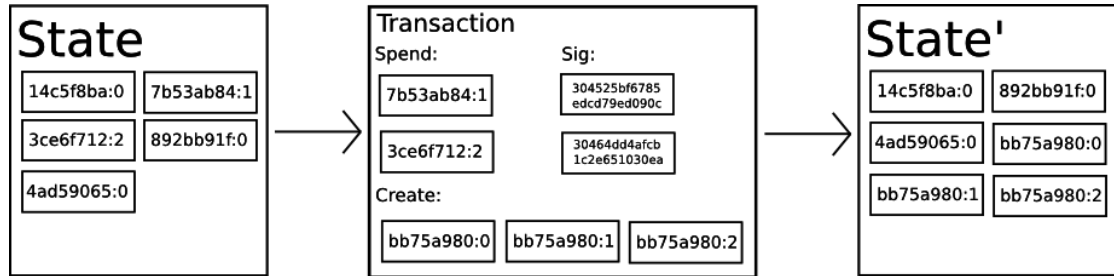 State
14c5f8ba:0 7b53ab84:1
3ce6f712:2 892bb91f:0
4ad59065:0
Transaction
Spend: Sig:
7b53ab84:1
304525bf6785
edcd79ed090c
3ce6f712:2
30464dd4afcb
1c2e651030ea
Create:
bb75a980:0 bb75a980:1 bb75a980:2
State'
14c5f8ba:0 892bb91f:0
4ad59065:0 bb75a980:0
bb75a980:1 bb75a980:2